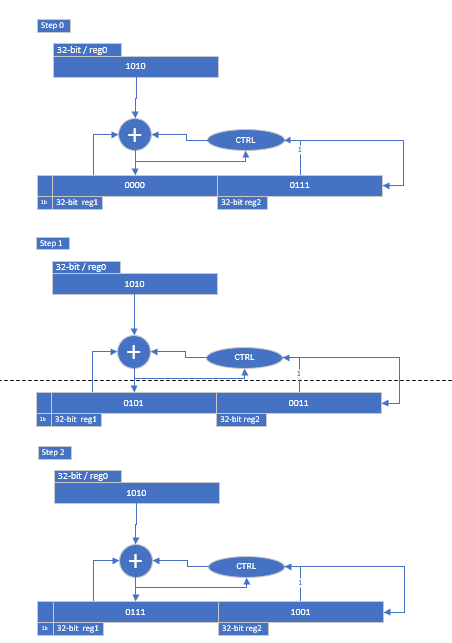 Step 0
32-bit / reg0
1010
+
CTRL
1
0000 0111
1b 32-bit reg1 32-bit reg2
Step 1
32-bit / reg0
1010
+
CTRL
1
0101 0011
1b 32-bit reg1 32-bit reg2
Step 2
32-bit / reg0
1010
+
CTRL
1
0111 1001
1b 32-bit reg1 32-bit reg2